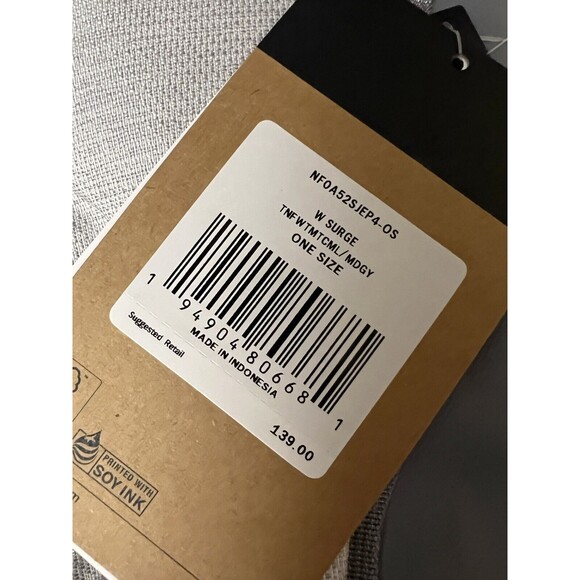 NF0A52SJEP4-OS
W SURGE
TNFWTMTCML/MDGY
ONE SIZE
1 94904 80668 1
MADE IN INDONESIA
Suggested Retail
139.00
PRINTED WITH
SOY INK
m